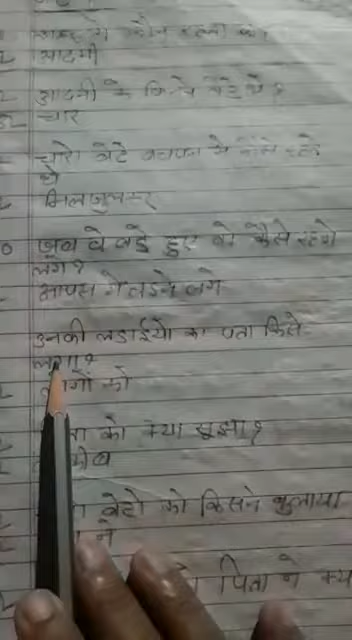 आदमी
आदमी के कितने बेटे थे?
चार
चारो बेटे बचपन में कैसे रहते
थे
मिलजुलकर
जब वे बड़े हुए तो कैसे रहने
लगे?
आपस में लडने लगे
उनकी लडाईयो का पता किसे
लगा?
लोगों को
को क्या सूझा?
बेटो को किसने बुलाया
ने
पिता ने क्या